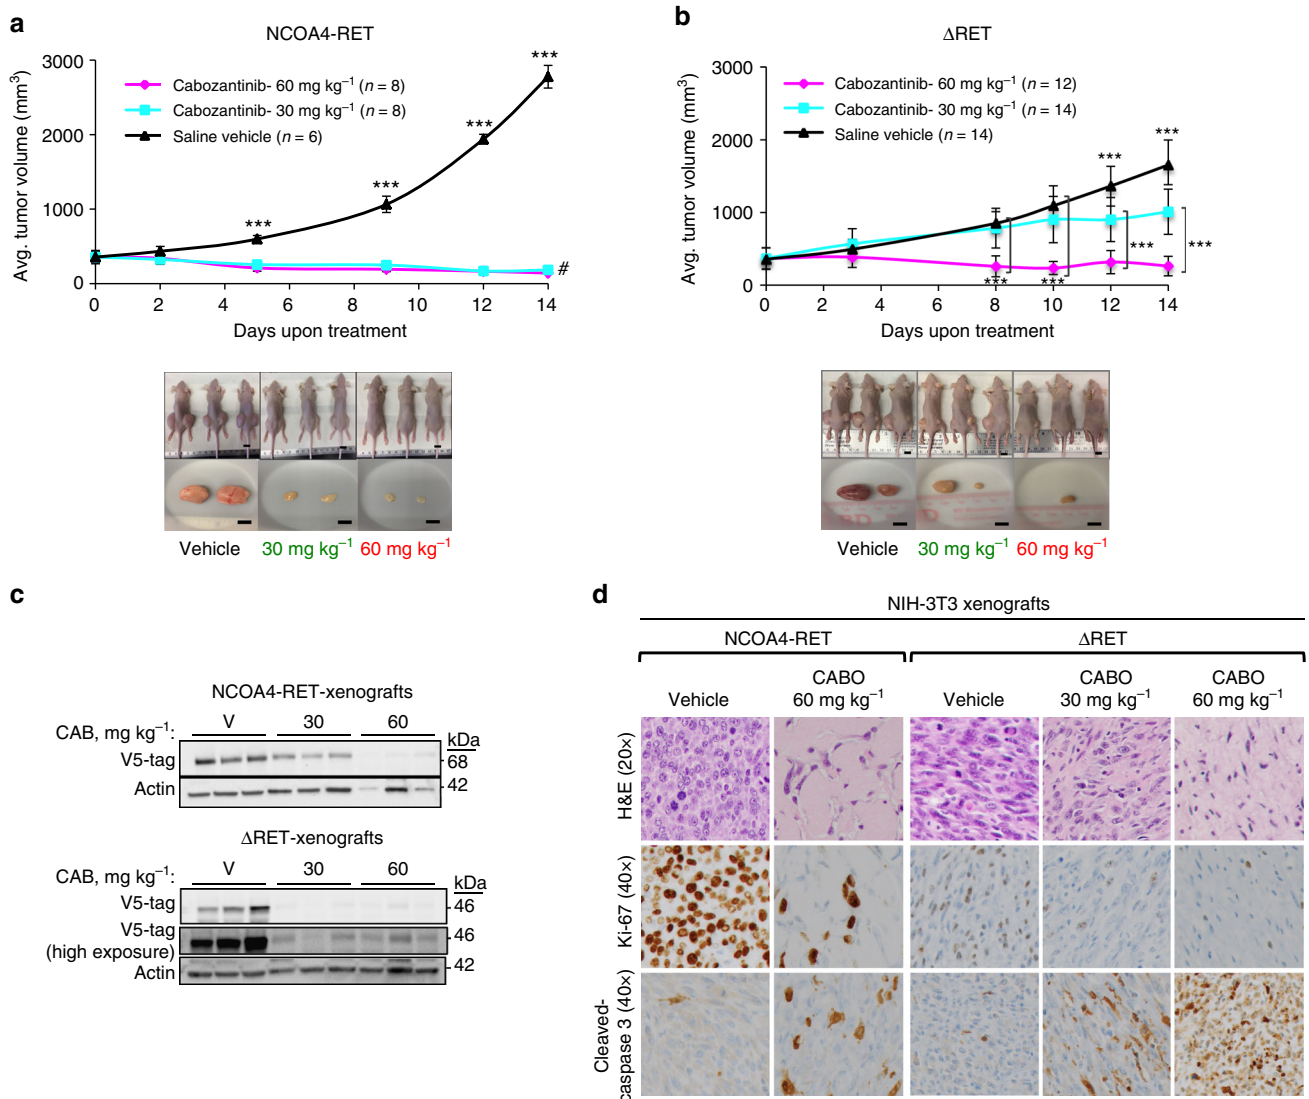 a
NCOA4-RET
Avg. tumor volume (mm³)
3000
2000
1000
0
Cabozantinib- 60 mg kg⁻¹ (n = 8)
Cabozantinib- 30 mg kg⁻¹ (n = 8)
Saline vehicle (n = 6)
***
***
***
***
#
0 2 4 6 8 10 12 14
Days upon treatment
Vehicle 30 mg kg⁻¹ 60 mg kg⁻¹
b
ΔRET
Avg. tumor volume (mm³)
3000
2000
1000
0
Cabozantinib- 60 mg kg⁻¹ (n = 12)
Cabozantinib- 30 mg kg⁻¹ (n = 14)
Saline vehicle (n = 14)
***
***
*** ***
*** ***
0 2 4 6 8 10 12 14
Days upon treatment
Vehicle 30 mg kg⁻¹ 60 mg kg⁻¹
c
NCOA4-RET-xenografts
CAB, mg kg⁻¹: V 30 60
kDa
V5-tag 68
Actin 42
ΔRET-xenografts
CAB, mg kg⁻¹: V 30 60
kDa
V5-tag 46
V5-tag
(high exposure) 46
Actin 42
d
NIH-3T3 xenografts
NCOA4-RET ΔRET
Vehicle CABO 60 mg kg⁻¹ Vehicle CABO 30 mg kg⁻¹ CABO 60 mg kg⁻¹
H&E (20×)
Ki-67 (40×)
Cleaved-
caspase 3 (40×)